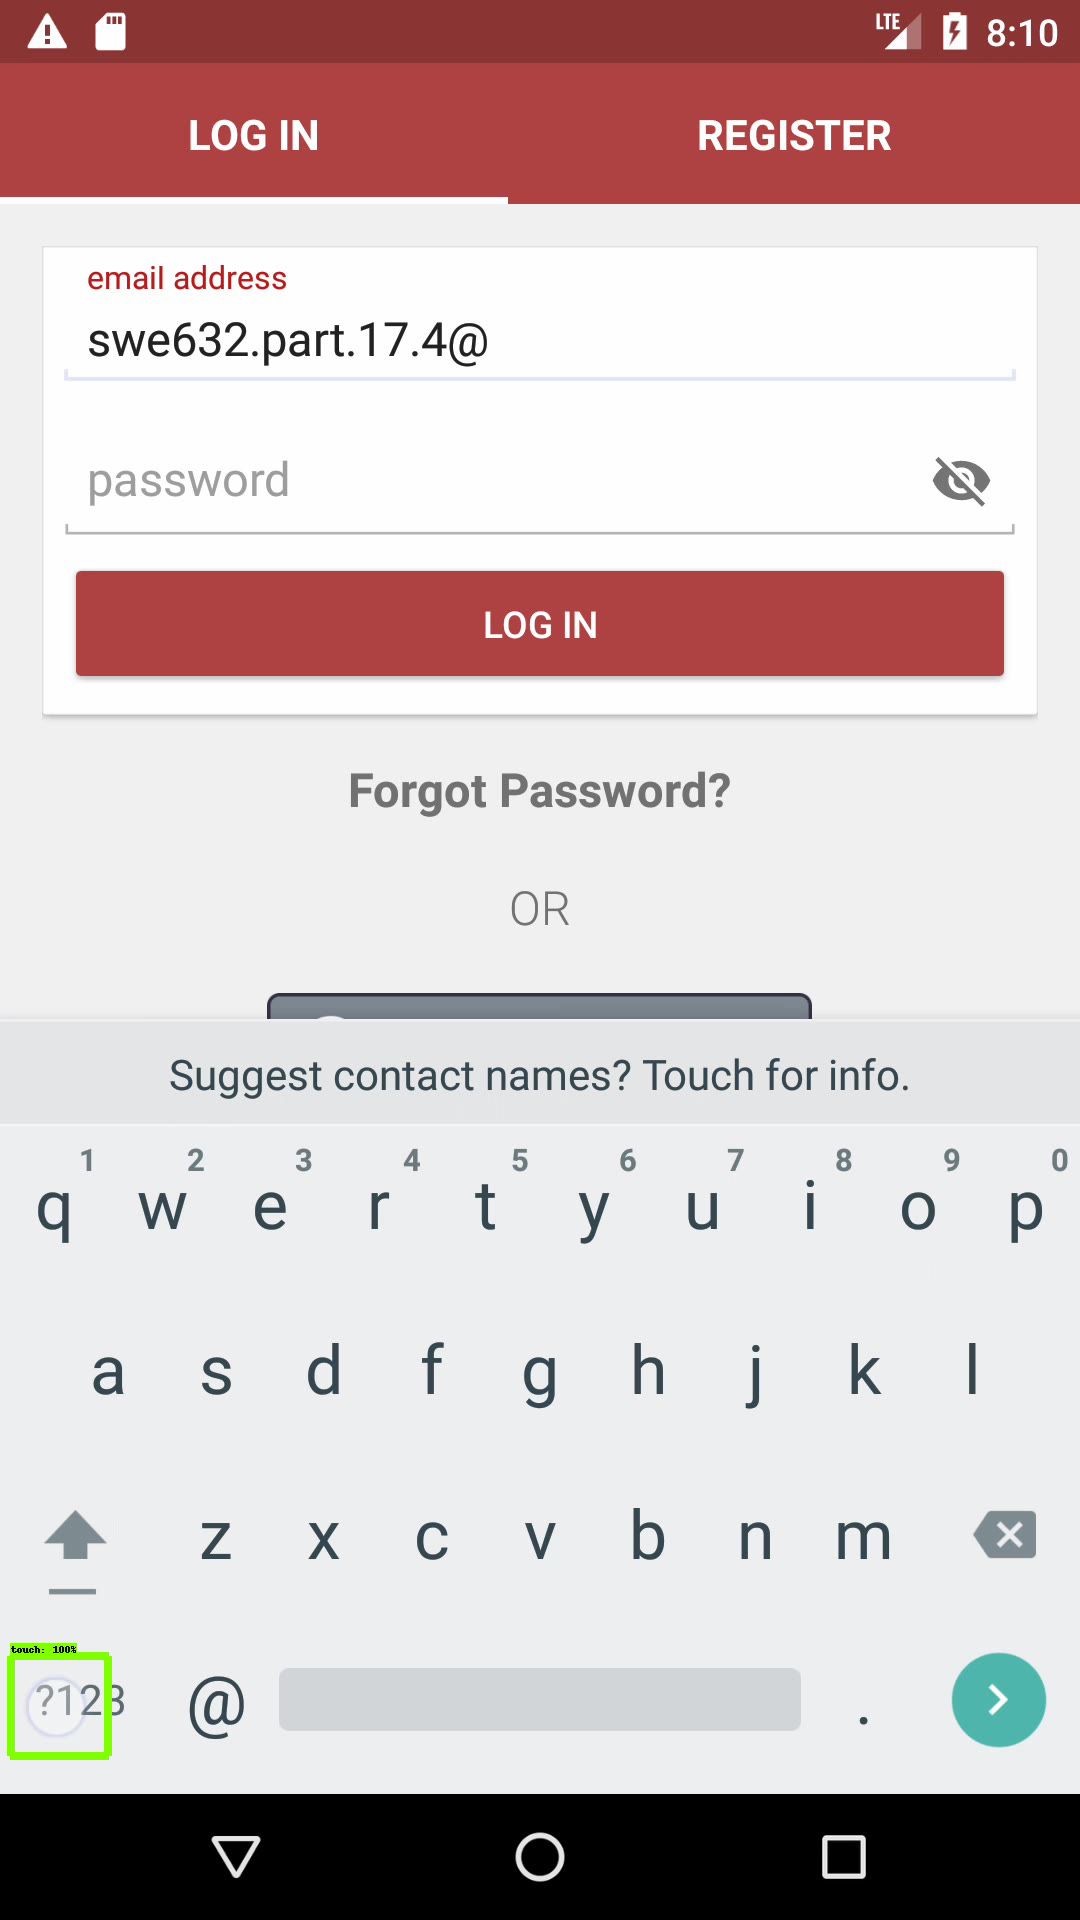 LTE 8:10
LOG IN REGISTER
email address
swe632.part.17.4@
password
LOG IN
Forgot Password?
OR
Suggest contact names? Touch for info.
1 2 3 4 5 6 7 8 9 0
q w e r t y u i o p
a s d f g h j k l
z x c v b n m
touch: 100%
?123 @ .